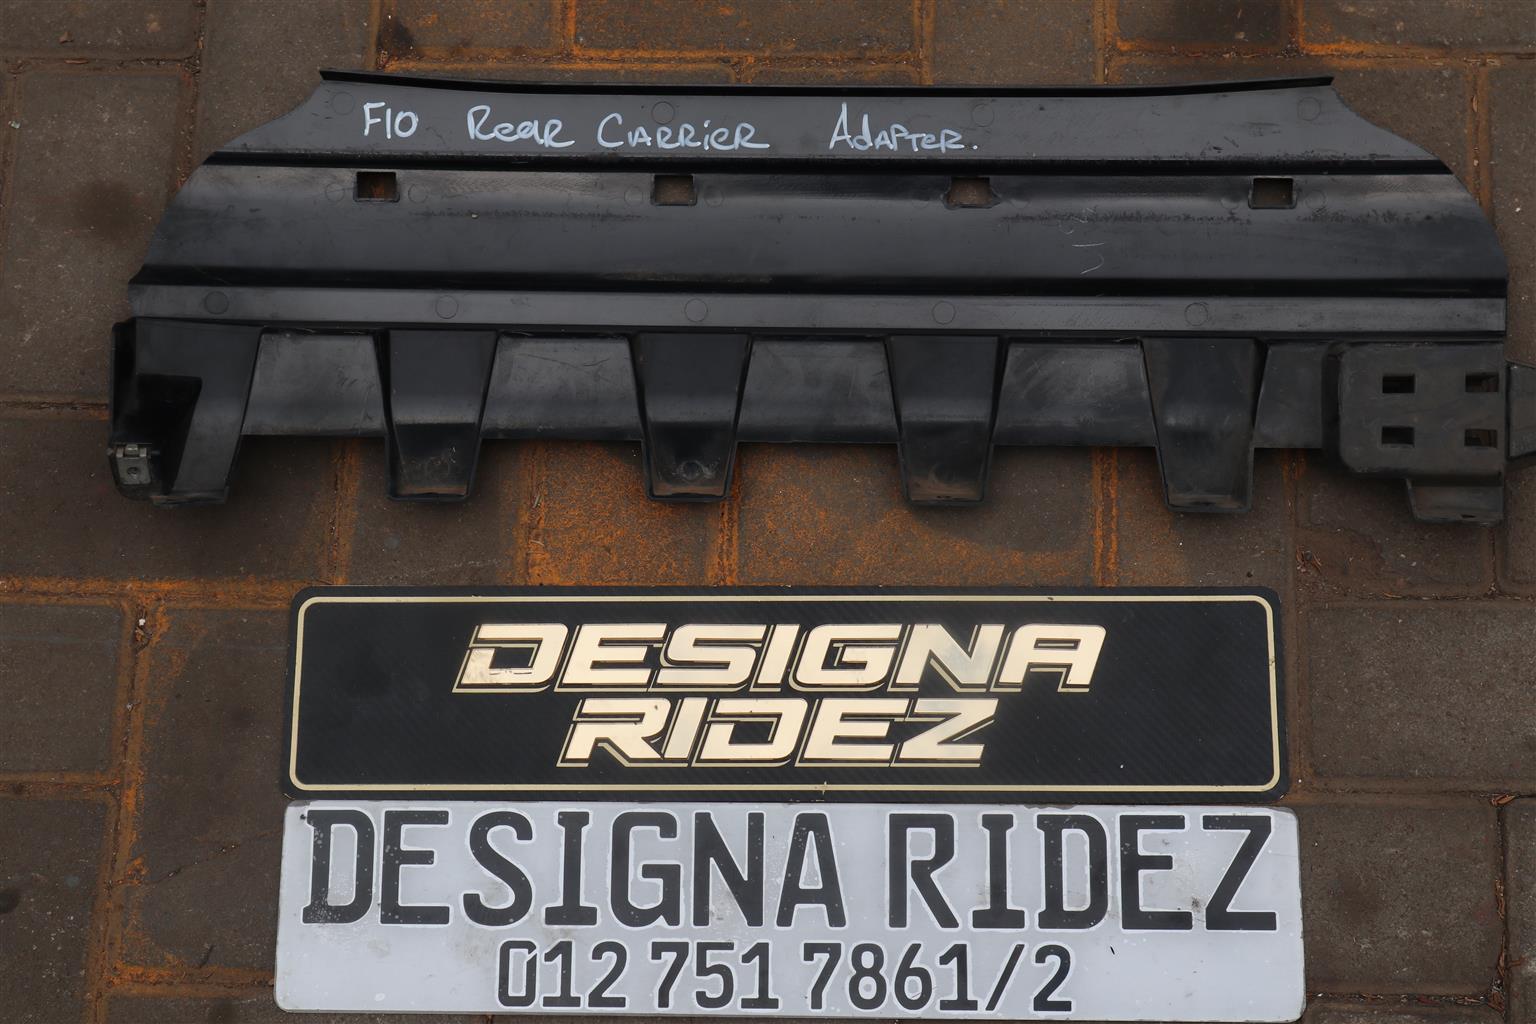 F10 Rear Carrier Adapter.
DESIGNA
RIDEZ
DESIGNA RIDEZ
012 751 7861/2